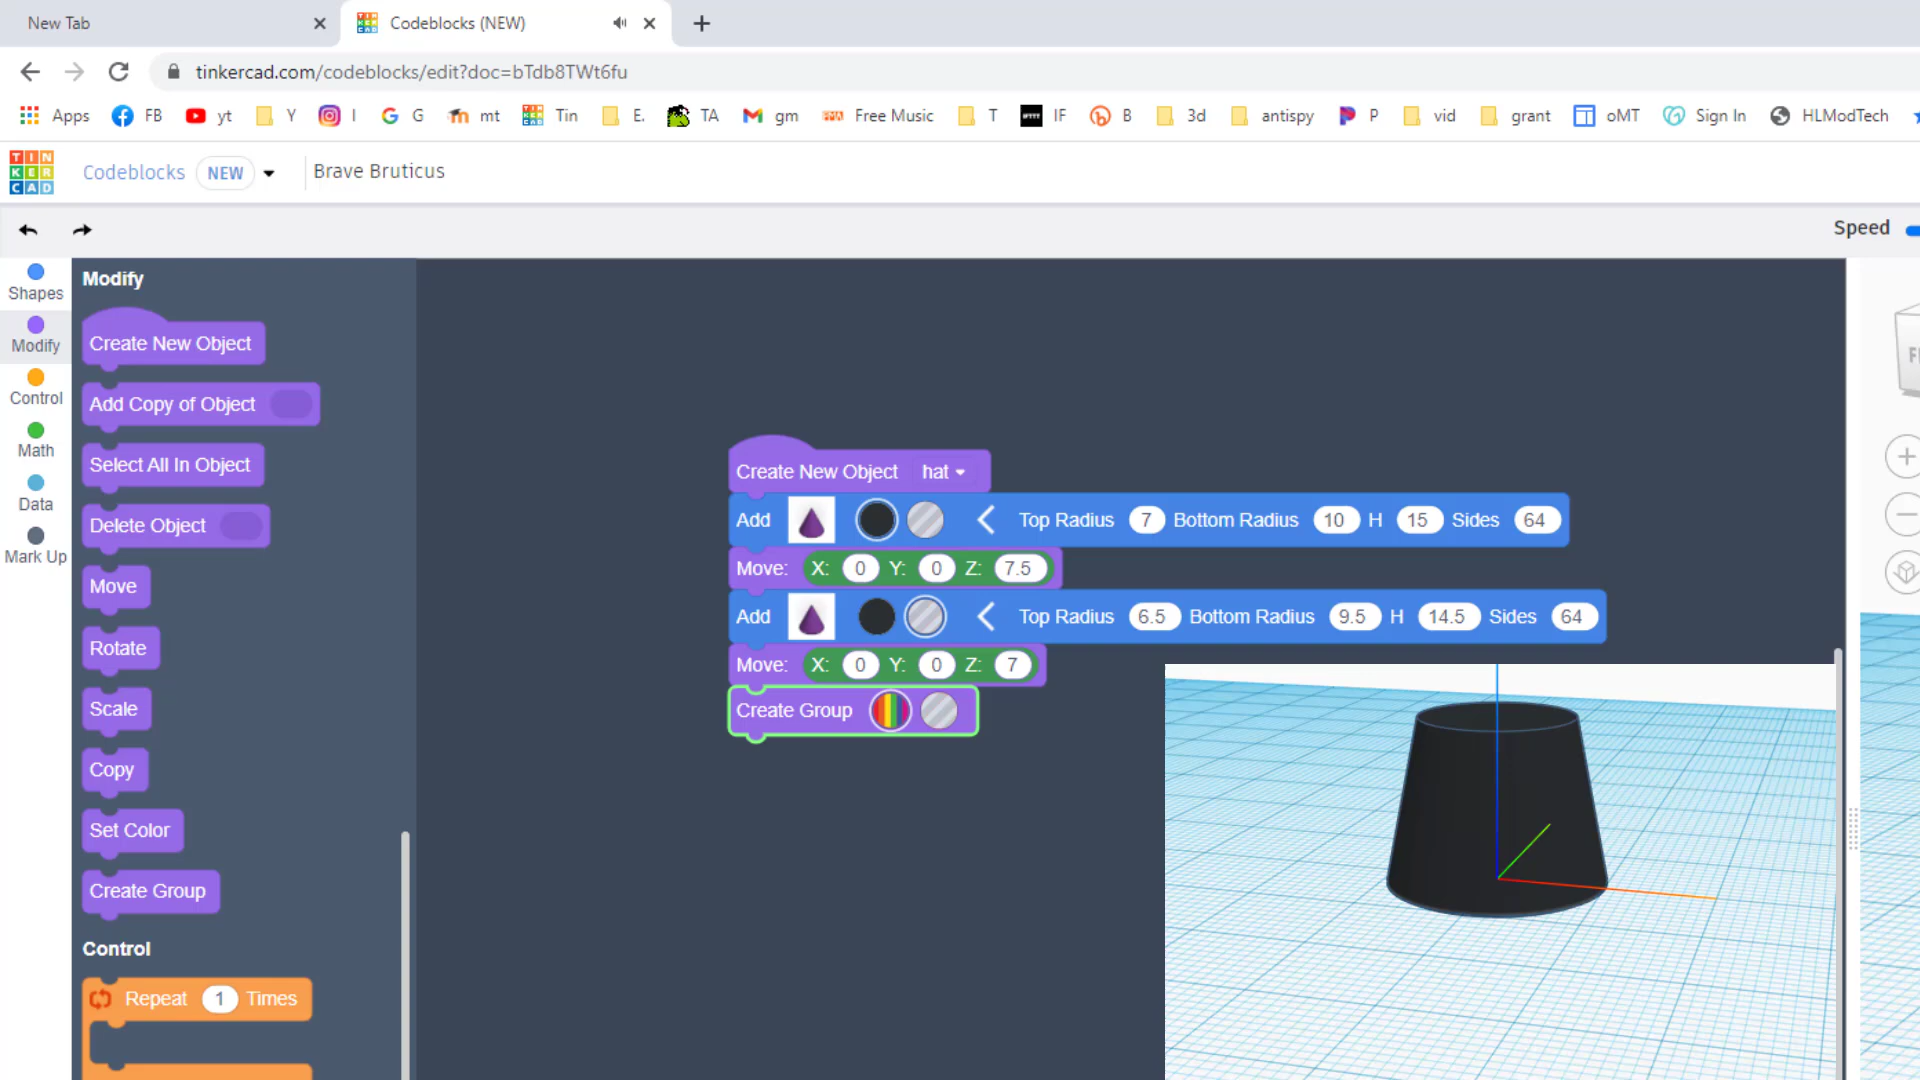 New Tab
Codeblocks (NEW)
tinkercad.com/codeblocks/edit?doc=bTdb8TWt6fu
Apps FB yt Y I G mt Tin E. TA gm Free Music T IF B 3d antispy P vid grant oMT Sign In HLModTech
TIN
KER
CAD
Codeblocks NEW Brave Bruticus
Speed
Shapes
Modify
Control
Math
Data
Mark Up
Modify
Create New Object
Add Copy of Object
Select All In Object
Delete Object
Move
Rotate
Scale
Copy
Set Color
Create Group
Control
Repeat 1 Times
Create New Object hat
Add Top Radius 7 Bottom Radius 10 H 15 Sides 64
Move: X: 0 Y: 0 Z: 7.5
Add Top Radius 6.5 Bottom Radius 9.5 H 14.5 Sides 64
Move: X: 0 Y: 0 Z: 7
Create Group